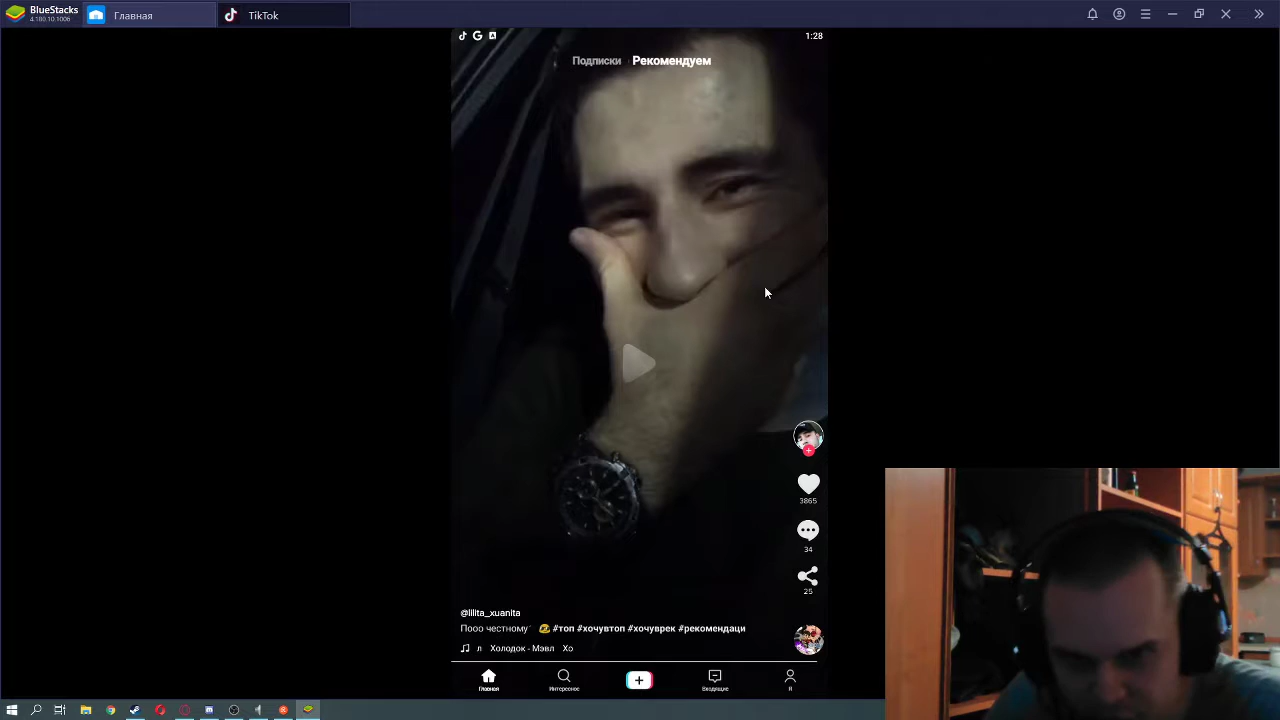 BlueStacks
4.180.10.1006
Главная
TikTok
1:28
Подписки
Рекомендуем
3865
34
25
@lilita_xuanita
Пооо честному #топ #хочувтоп #хочуврек #рекомендаци
л Холодок - Мэвл Хо
Главная
Интересное
Входящие
Я